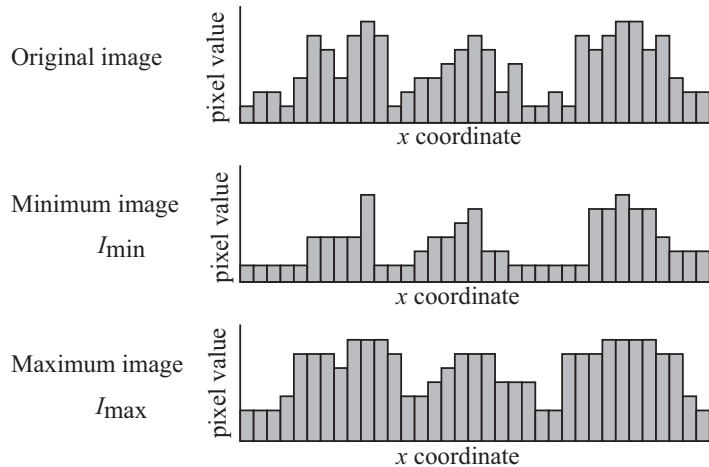 Original image
pixel value
x coordinate
Minimum image
Imin
pixel value
x coordinate
Maximum image
Imax
pixel value
x coordinate